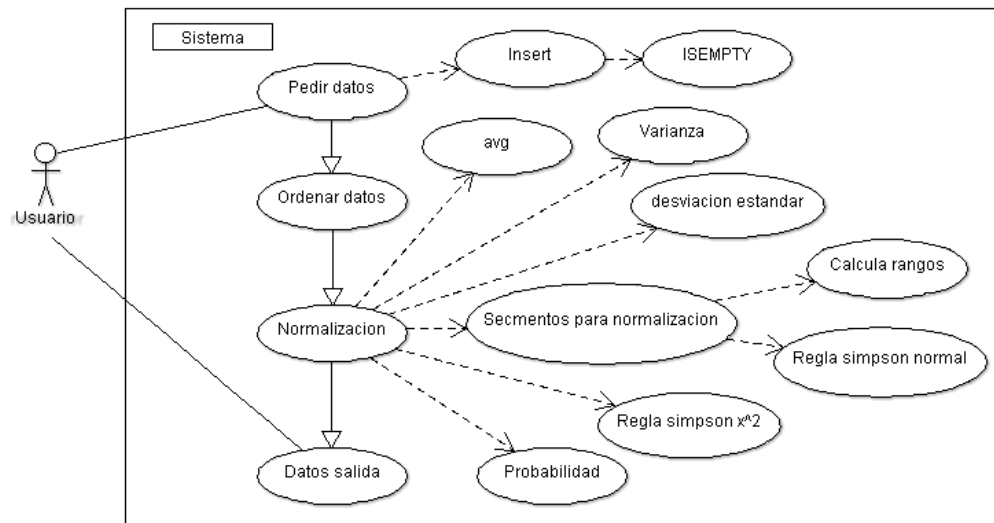 Sistema
Insert
ISEMPTY
Pedir datos
avg
Varianza
Ordenar datos
desviacion estandar
Usuario
Calcula rangos
Normalizacion
Secmentos para normalizacion
Regla simpson normal
Regla simpson x^2
Datos salida
Probabilidad